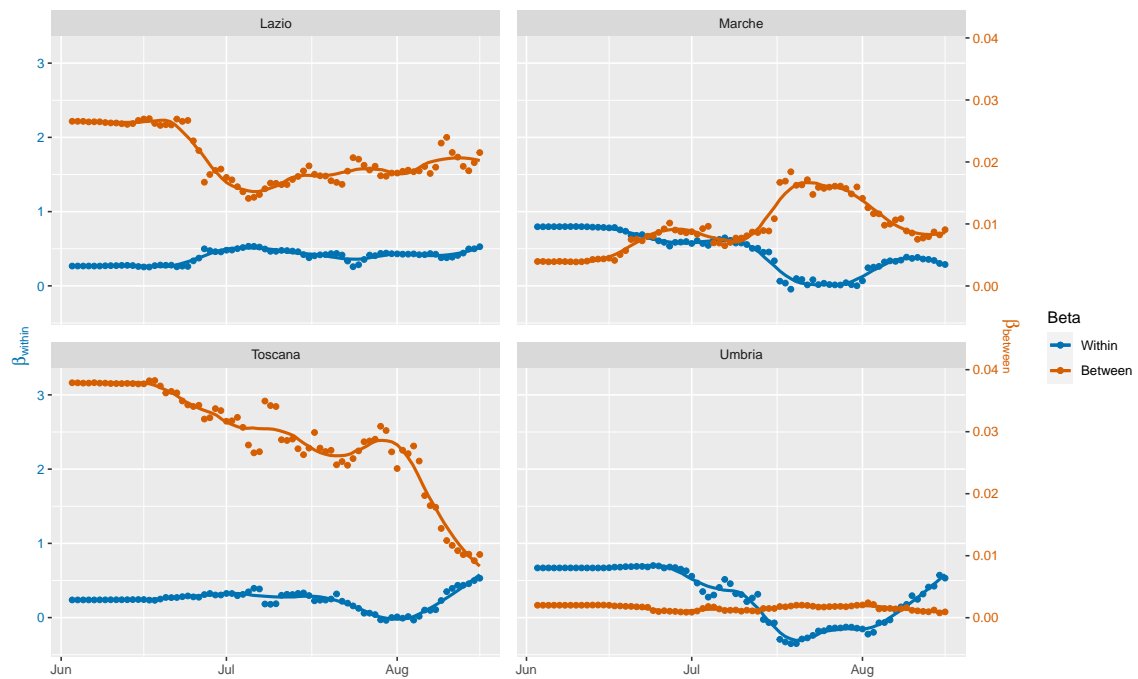 Lazio
Marche
3
2
1
0
0.04
0.03
0.02
0.01
0.00
Toscana
Umbria
3
2
1
0
0.04
0.03
0.02
0.01
0.00
Jun
Jul
Aug
Jun
Jul
Aug
βwithin
βbetween
Beta
Within
Between